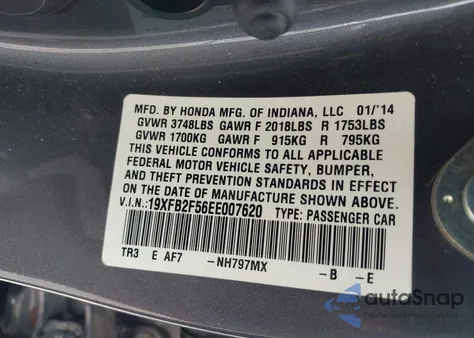 MFD. BY HONDA MFG. OF INDIANA, LLC 01/'14
GVWR 3748LBS GAWR F 2018LBS R 1753LBS
GVWR 1700KG GAWR F 915KG R 795KG
THIS VEHICLE CONFORMS TO ALL APPLICABLE
FEDERAL MOTOR VEHICLE SAFETY, BUMPER,
AND THEFT PREVENTION STANDARDS IN EFFECT
ON THE DATE OF MANUFACTURE SHOWN ABOVE.
V.I.N.:19XFB2F56EE007620 TYPE: PASSENGER CAR
TR3 E AF7 -NH797MX -B -E
autoSnap